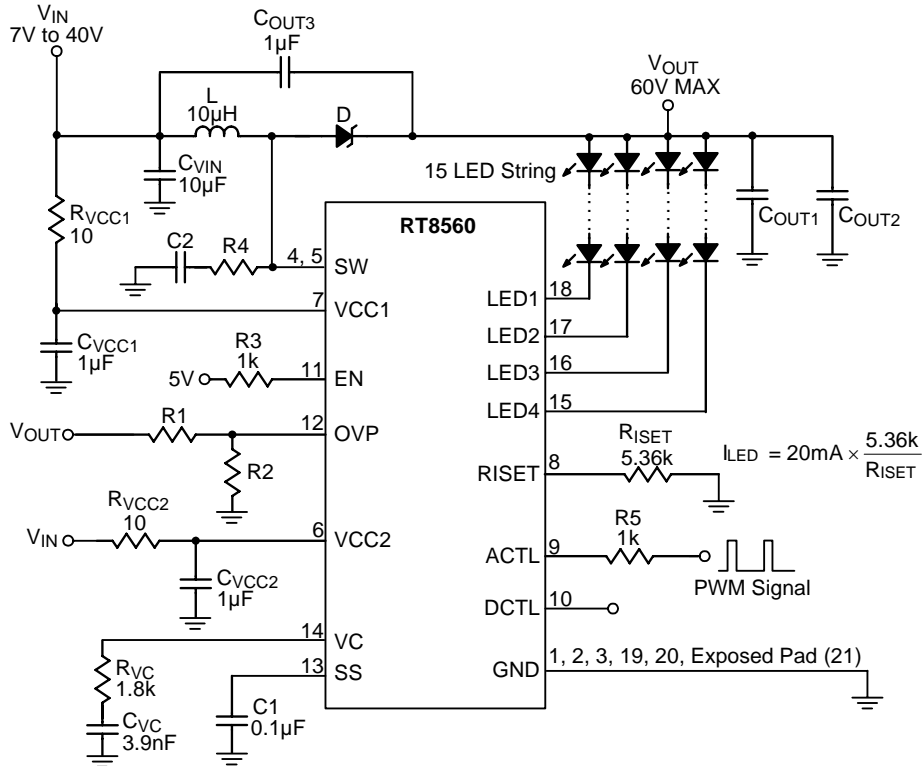 VIN
7V to 40V
COUT3
1µF
VOUT
60V MAX
L
10µH
D
CVIN
10µF
15 LED String
RVCC1
10
COUT1
COUT2
RT8560
C2
R4
4, 5
SW
LED1
18
7
VCC1
LED2
17
CVCC1
1µF
R3
1k
5V
11
EN
LED3
16
LED4
15
VOUT
R1
12
OVP
R2
RISET
8
RISET
5.36k
ILED = 20mA × 5.36k
RISET
VIN
RVCC2
10
6
VCC2
CVCC2
1µF
ACTL
9
R5
1k
PWM Signal
DCTL
10
14
VC
RVC
1.8k
CVC
3.9nF
13
SS
C1
0.1µF
GND
1, 2, 3, 19, 20, Exposed Pad (21)